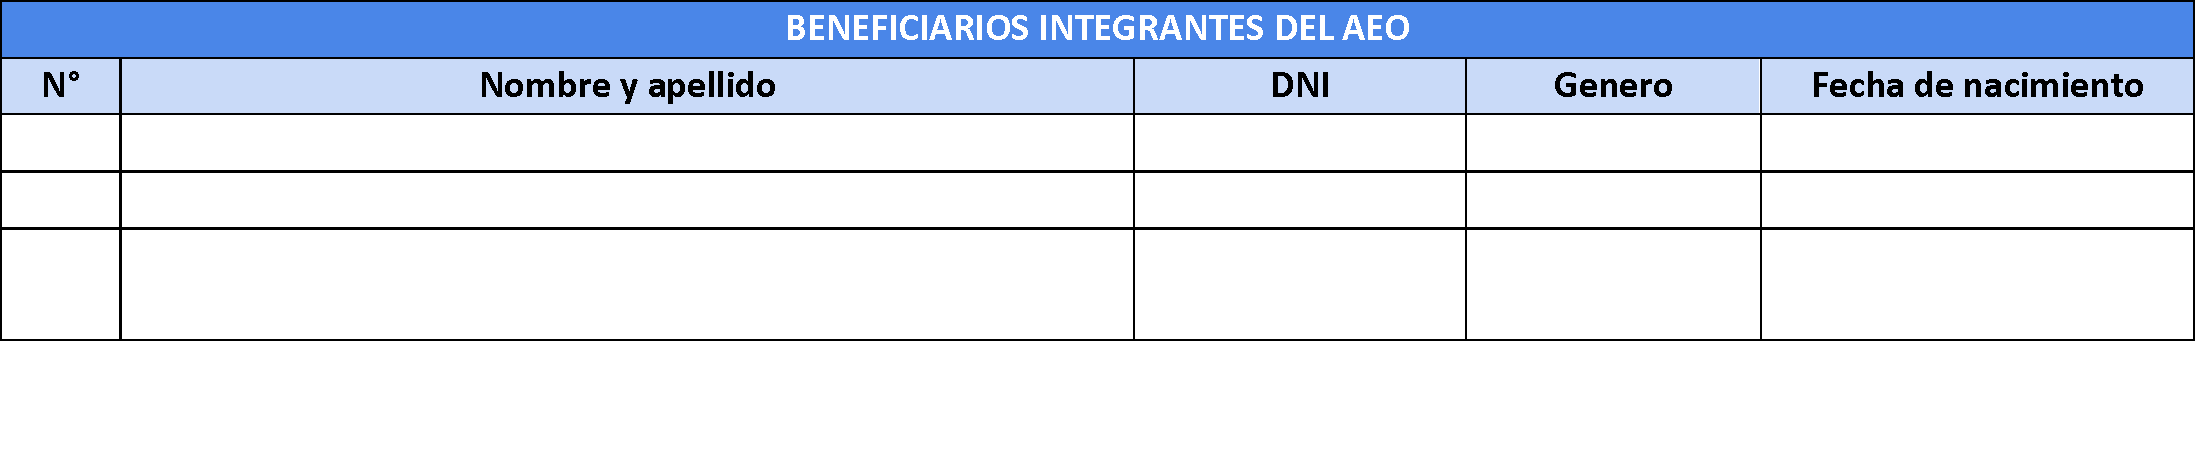 BENEFICIARIOS INTEGRANTES DEL AEO
N° Nombre y apellido DNI Genero Fecha de nacimiento